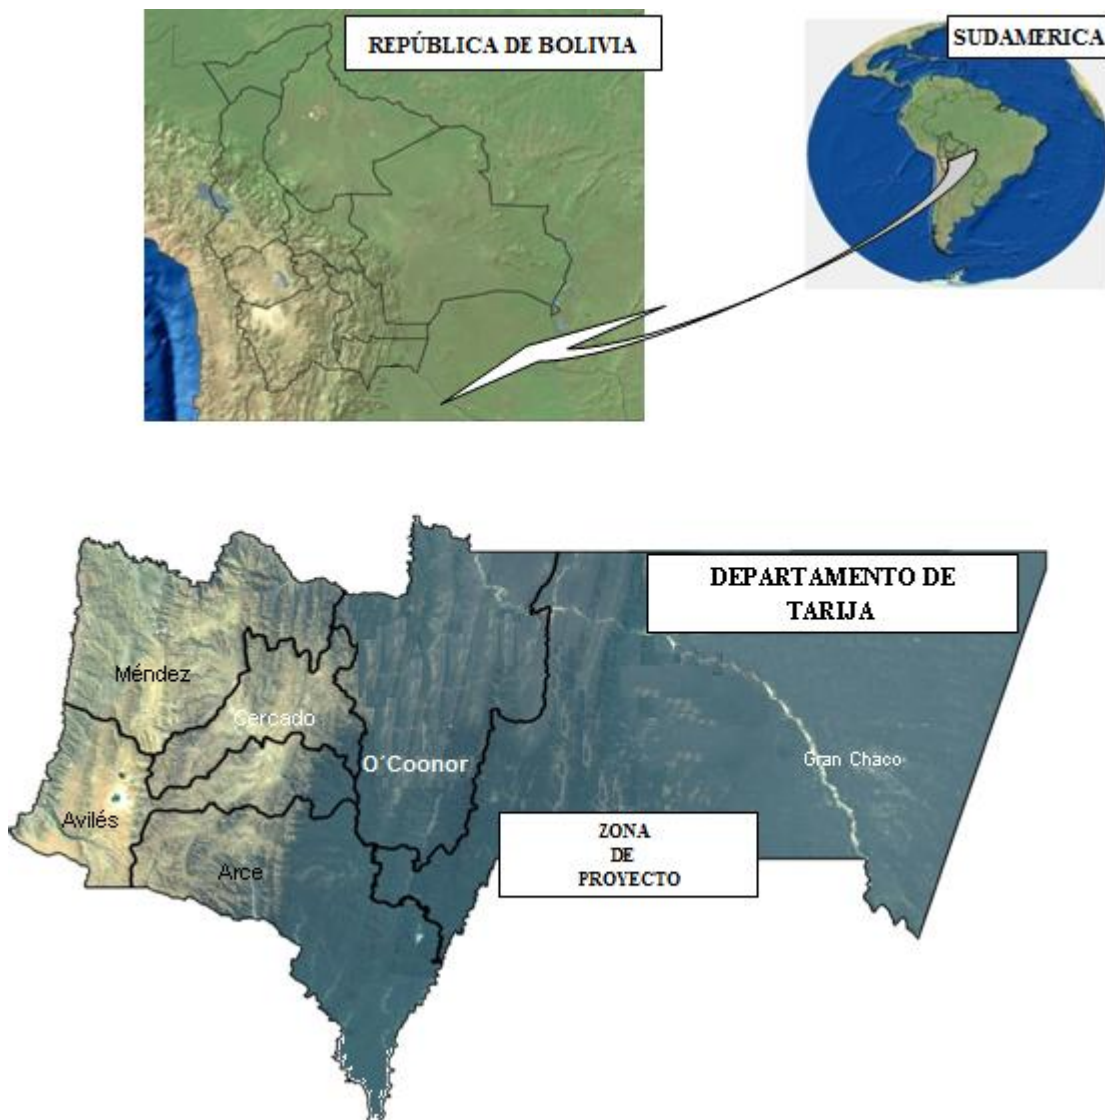 REPÚBLICA DE BOLIVIA
SUDAMERICA
DEPARTAMENTO DE
TARIJA
Méndez
Cercado
O´Coonor
Gran Chaco
Avilés
ZONA
DE
PROYECTO
Arce